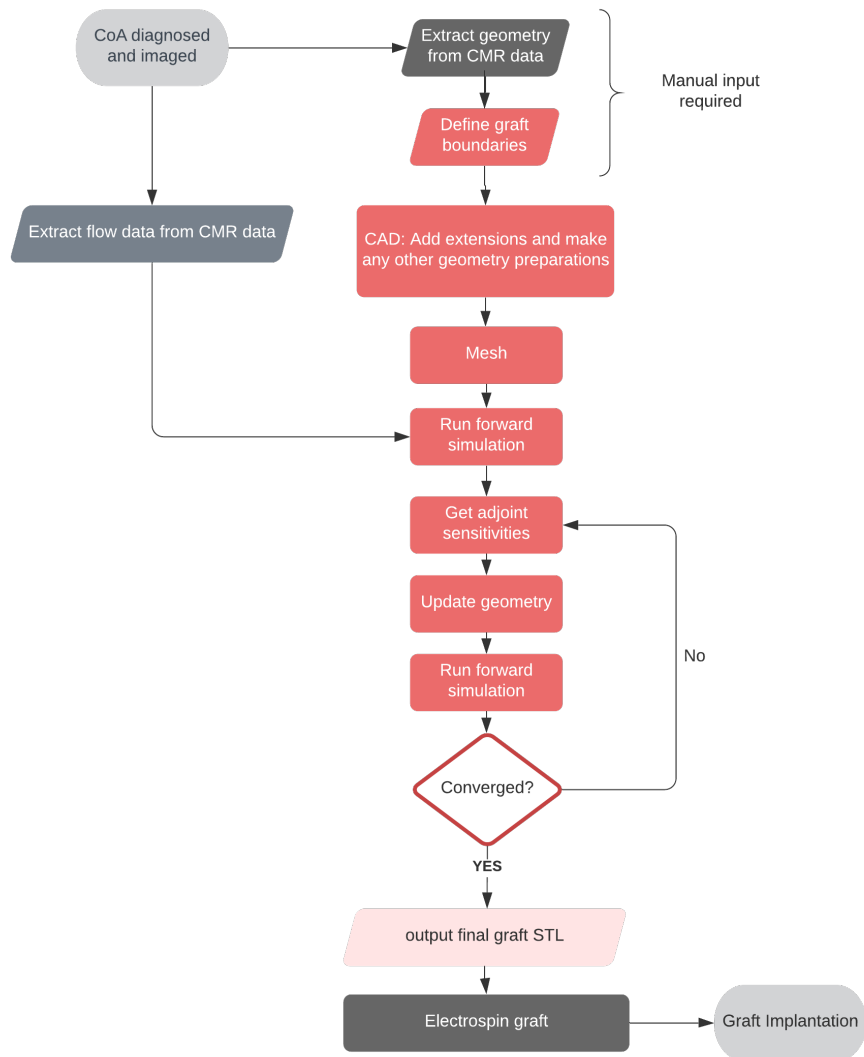 CoA diagnosed
and imaged
Extract geometry
from CMR data
Manual input
required
Define graft
boundaries
Extract flow data from CMR data
CAD: Add extensions and make
any other geometry preparations
Mesh
Run forward
simulation
Get adjoint
sensitivities
Update geometry
No
Run forward
simulation
Converged?
YES
output final graft STL
Electrospin graft
Graft Implantation